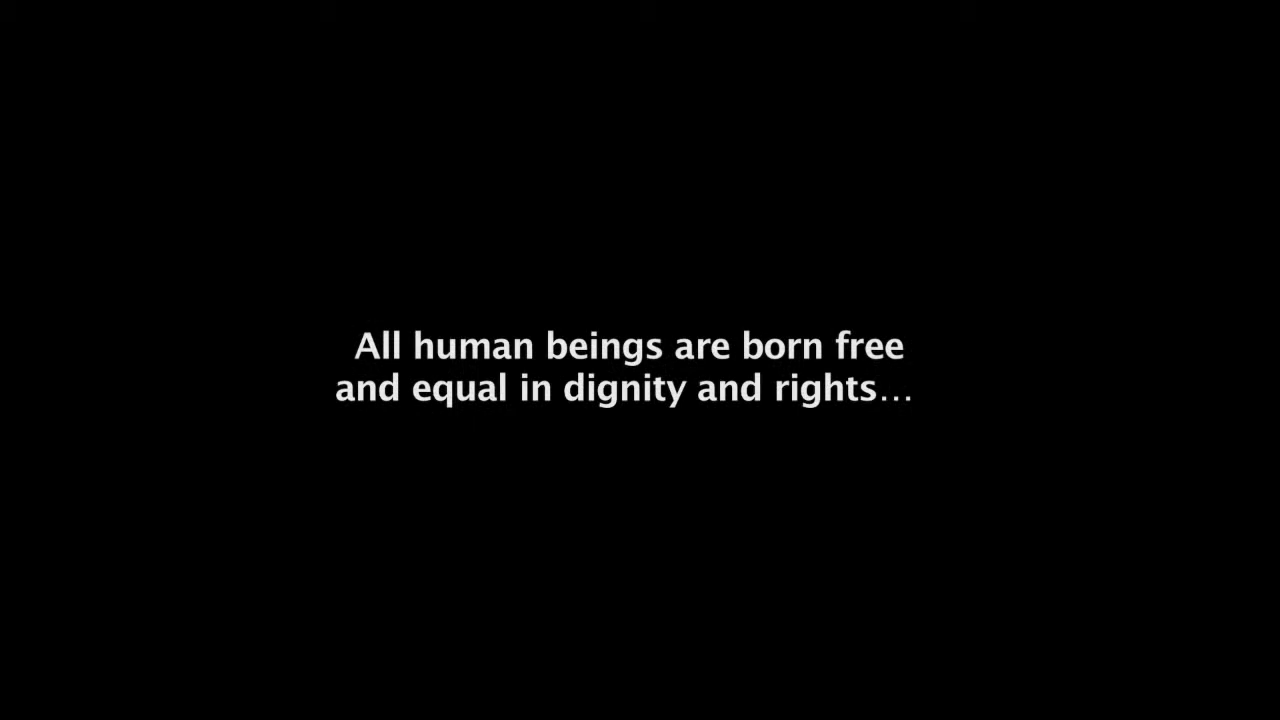 All human beings are born free
and equal in dignity and rights…